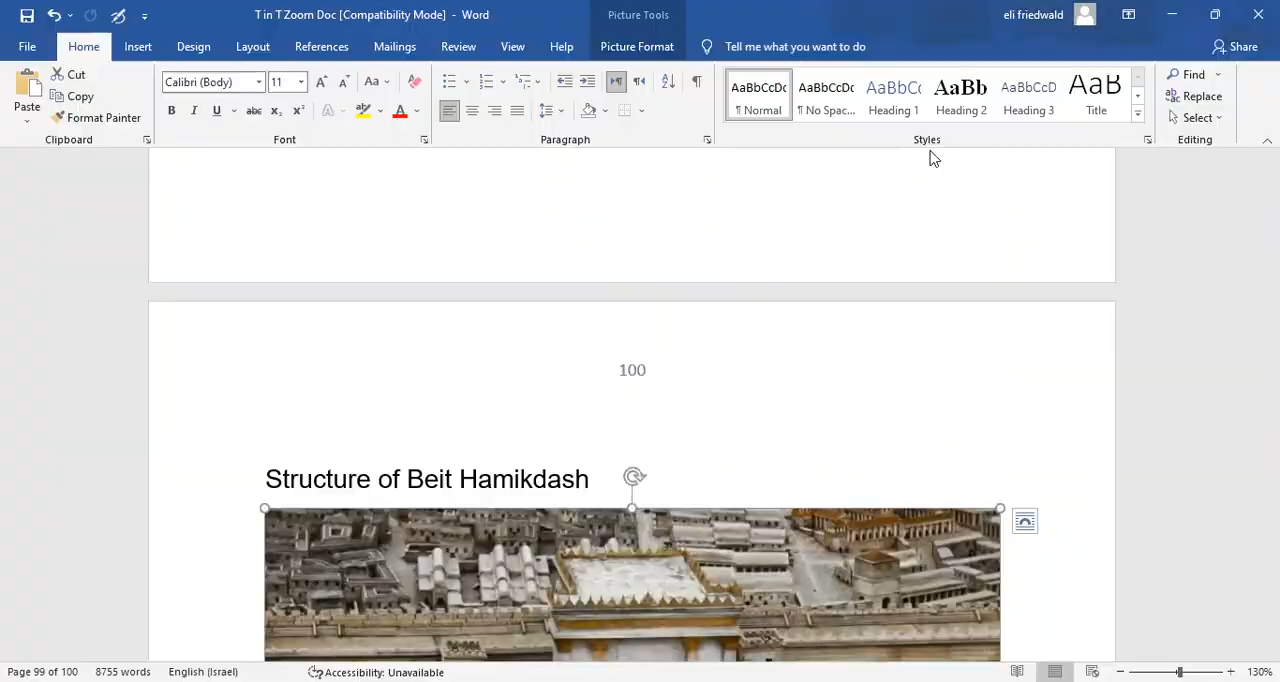 T in T Zoom Doc [Compatibility Mode] - Word
Picture Tools
eli friedwald
File
Home
Insert
Design
Layout
References
Mailings
Review
View
Help
Picture Format
Tell me what you want to do
Share
Paste
Cut
Copy
Format Painter
Clipboard
Calibri (Body)
11
Aa
B I U abc x₂ x²
A
A
Font
Paragraph
AaBbCcDc
¶ Normal
AaBbCcDc
¶ No Spac...
AaBbCc
Heading 1
AaBb
Heading 2
AaBbCcD
Heading 3
AaB
Title
Styles
Find
Replace
Select
Editing
100
Structure of Beit Hamikdash
Page 99 of 100
8755 words
English (Israel)
Accessibility: Unavailable
130%